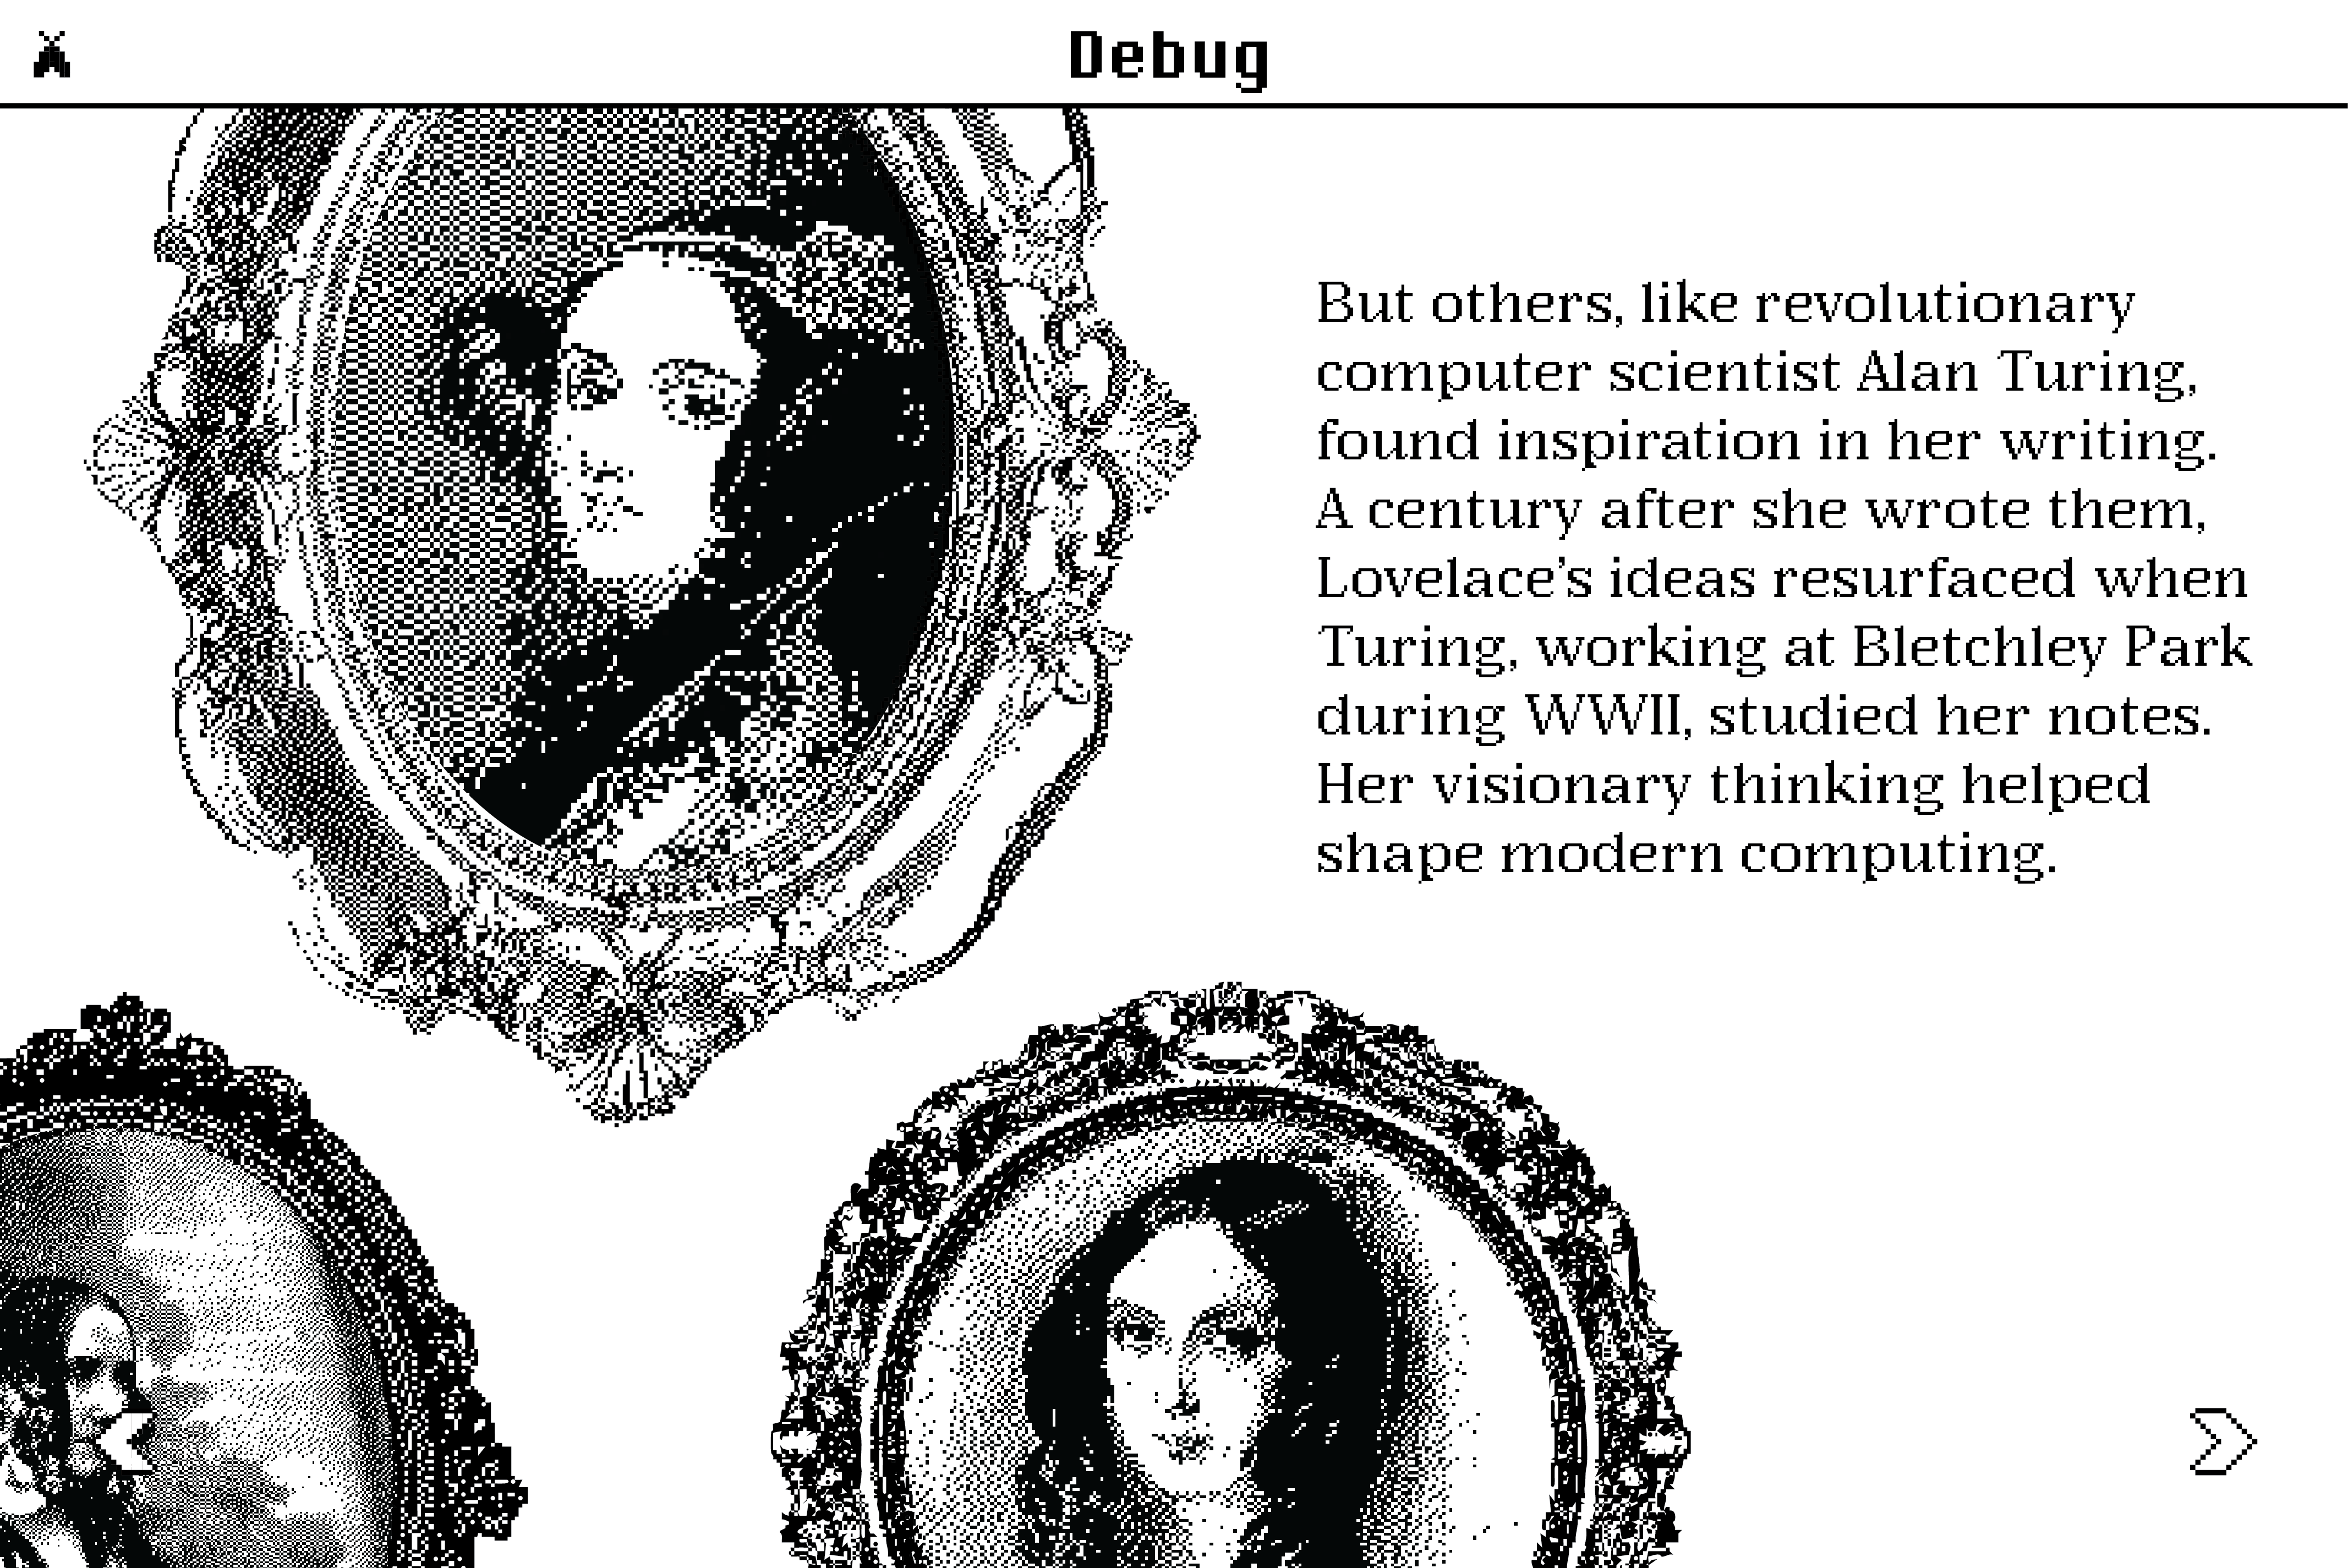 Debug
But others, like revolutionary
computer scientist Alan Turing,
found inspiration in her writing.
A century after she wrote them,
Lovelace’s ideas resurfaced when
Turing, working at Bletchley Park
during WWII, studied her notes.
Her visionary thinking helped
shape modern computing.